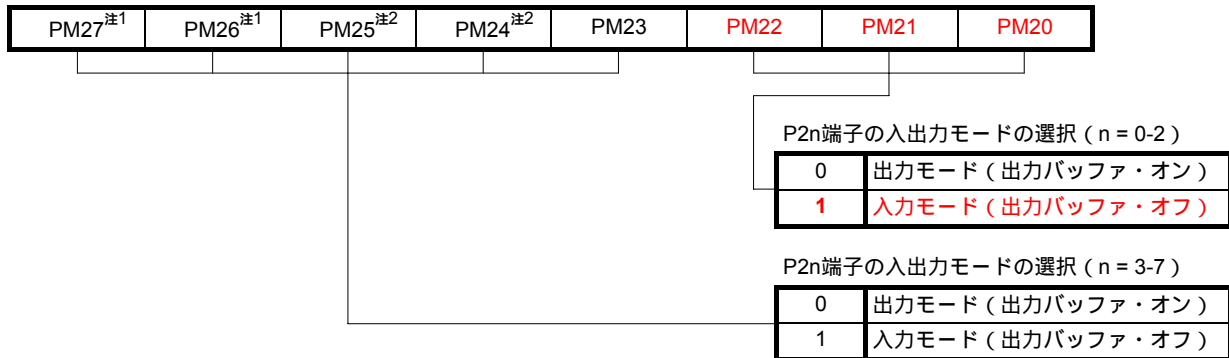 PM27注1 PM26注1 PM25注2 PM24注2 PM23 PM22 PM21 PM20
P2n端子の入出力モードの選択（n = 0-2）
0 出力モード（出力バッファ・オン）
1 入力モード（出力バッファ・オフ）
P2n端子の入出力モードの選択（n = 3-7）
0 出力モード（出力バッファ・オン）
1 入力モード（出力バッファ・オフ）